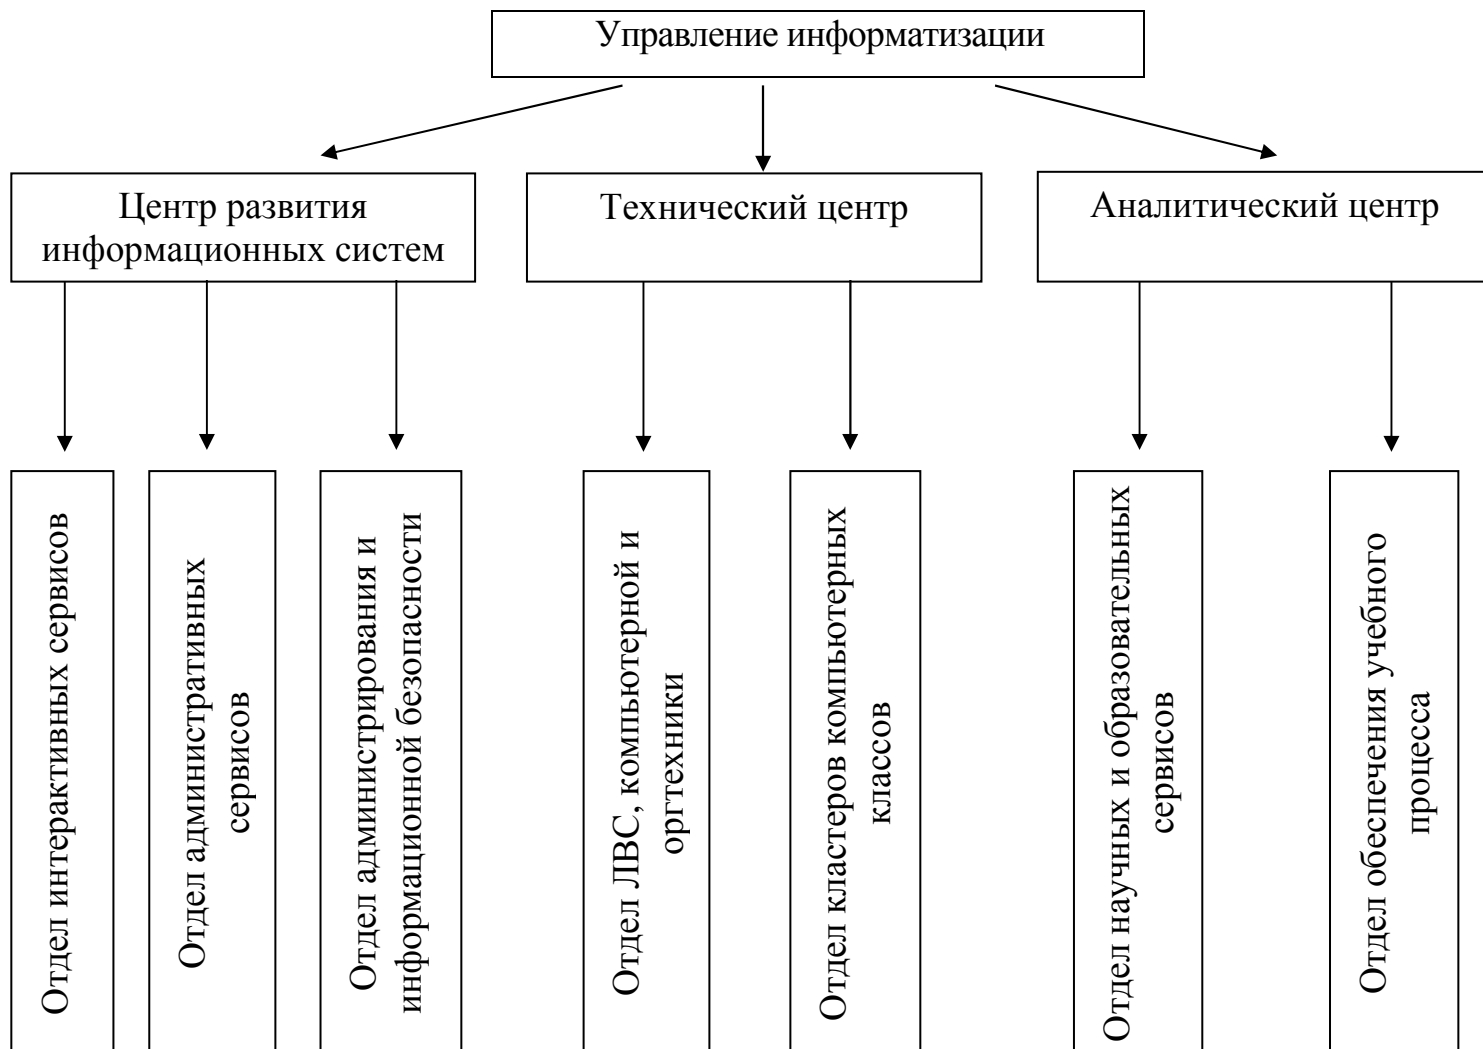 Управление информатизации
Центр развития
информационных систем
Технический центр
Аналитический центр
Отдел интерактивных сервисов
Отдел административных
сервисов
Отдел администрирования и
информационной безопасности
Отдел ЛВС, компьютерной и
оргтехники
Отдел кластеров компьютерных
классов
Отдел научных и образовательных
сервисов
Отдел обеспечения учебного
процесса